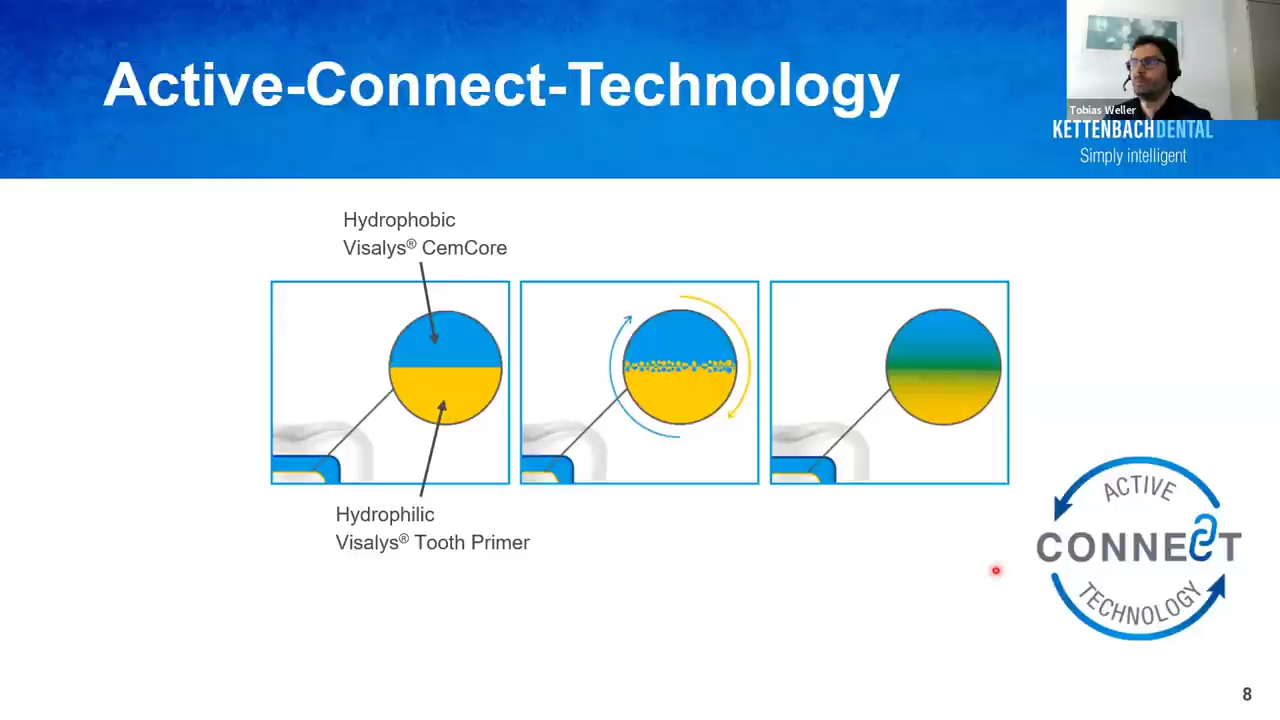 Active-Connect-Technology
Tobias Weller
KETTENBACHDENTAL
Simply intelligent
Hydrophobic
Visalys® CemCore
Hydrophilic
Visalys® Tooth Primer
ACTIVE
CONNECT
TECHNOLOGY
8